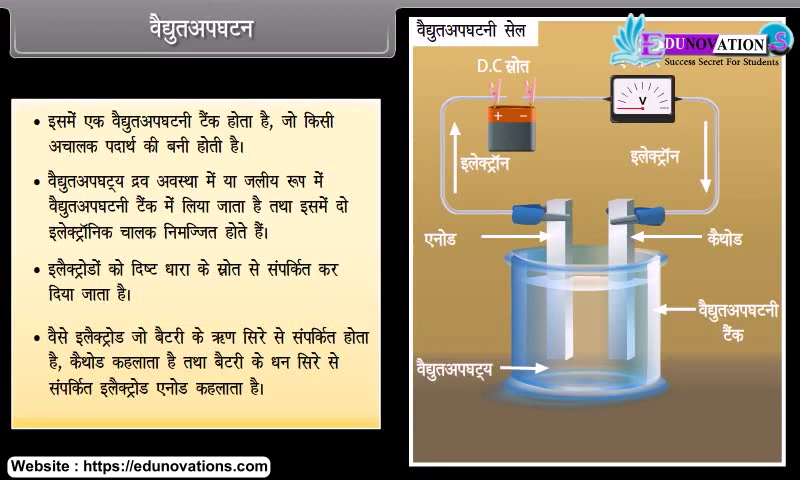 वैद्युतअपघटन
• इसमें एक वैद्युतअपघटनी टैंक होता है, जो किसी
अचालक पदार्थ की बनी होती है।
• वैद्युतअपघट्य द्रव अवस्था में या जलीय रूप में
वैद्युतअपघटनी टैंक में लिया जाता है तथा इसमें दो
इलेक्ट्रॉनिक चालक निमज्जित होते हैं।
• इलैक्ट्रोडों को दिष्ट धारा के स्रोत से संपर्कित कर
दिया जाता है।
• वैसे इलैक्ट्रोड जो बैटरी के ऋण सिरे से संपर्कित होता
है, कैथोड कहलाता है तथा बैटरी के धन सिरे से
संपर्कित इलैक्ट्रोड एनोड कहलाता है।
Website : https://edunovations.com
वैद्युतअपघटनी सेल
EDUNOVATIONS
Success Secret For Students
D.C स्रोत
+ −
V
इलेक्ट्रॉन
इलेक्ट्रॉन
एनोड
कैथोड
वैद्युतअपघटनी
टैंक
वैद्युतअपघट्य